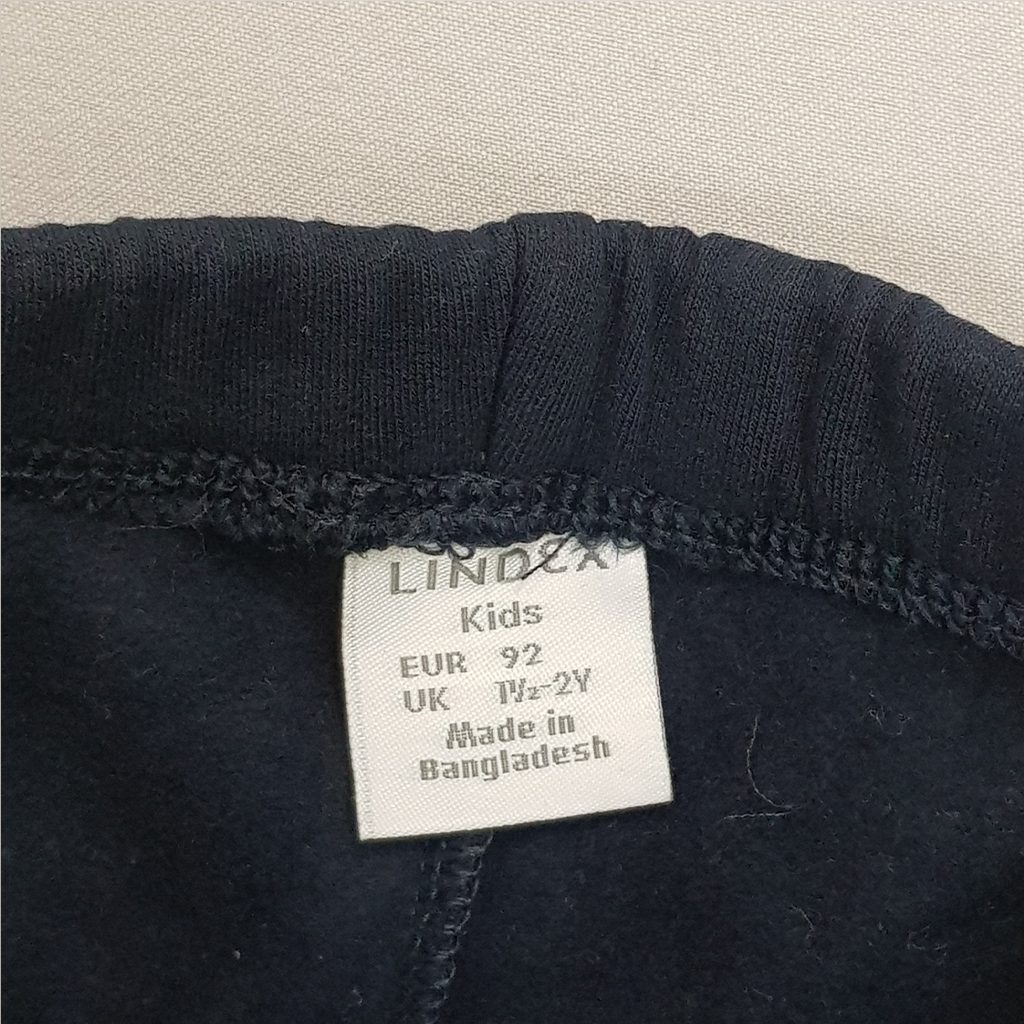 LINDEX
Kids
EUR 92
UK 1½-2Y
Made in
Bangladesh